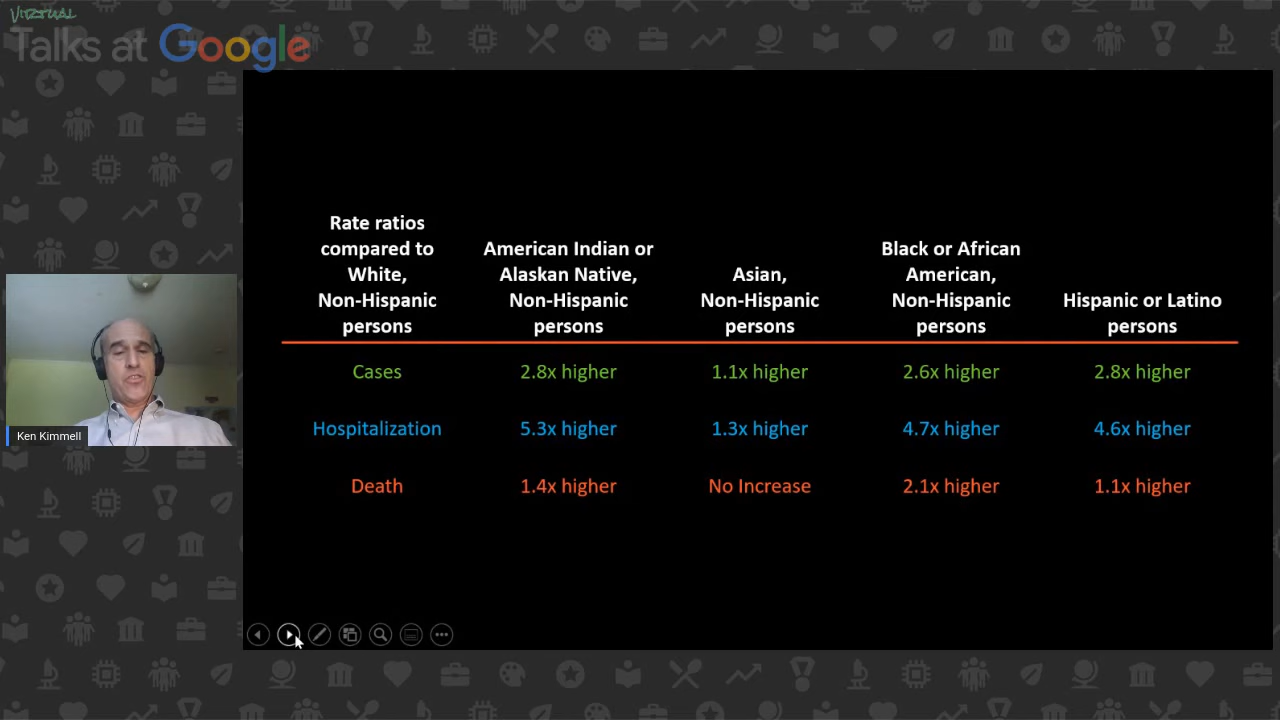 VIRTUAL
Talks at Google
Rate ratios
compared to
White,
Non-Hispanic
persons
American Indian or
Alaskan Native,
Non-Hispanic
persons
Asian,
Non-Hispanic
persons
Black or African
American,
Non-Hispanic
persons
Hispanic or Latino
persons
Cases 2.8x higher 1.1x higher 2.6x higher 2.8x higher
Hospitalization 5.3x higher 1.3x higher 4.7x higher 4.6x higher
Death 1.4x higher No Increase 2.1x higher 1.1x higher
Ken Kimmell